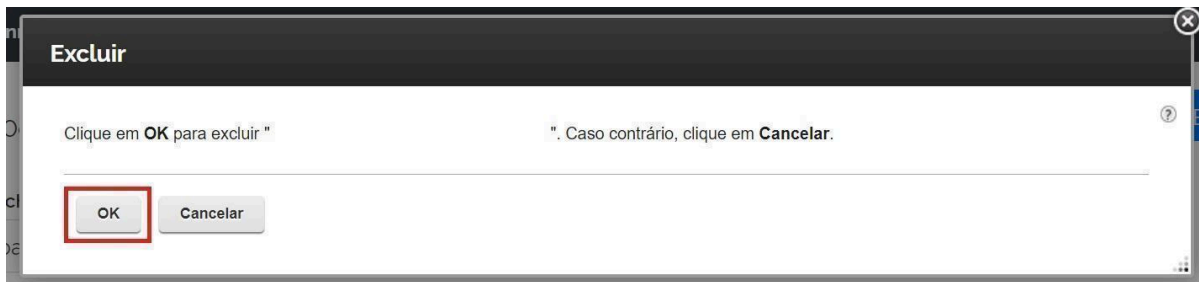 Excluir
Clique em OK para excluir " ". Caso contrário, clique em Cancelar.
OK
Cancelar